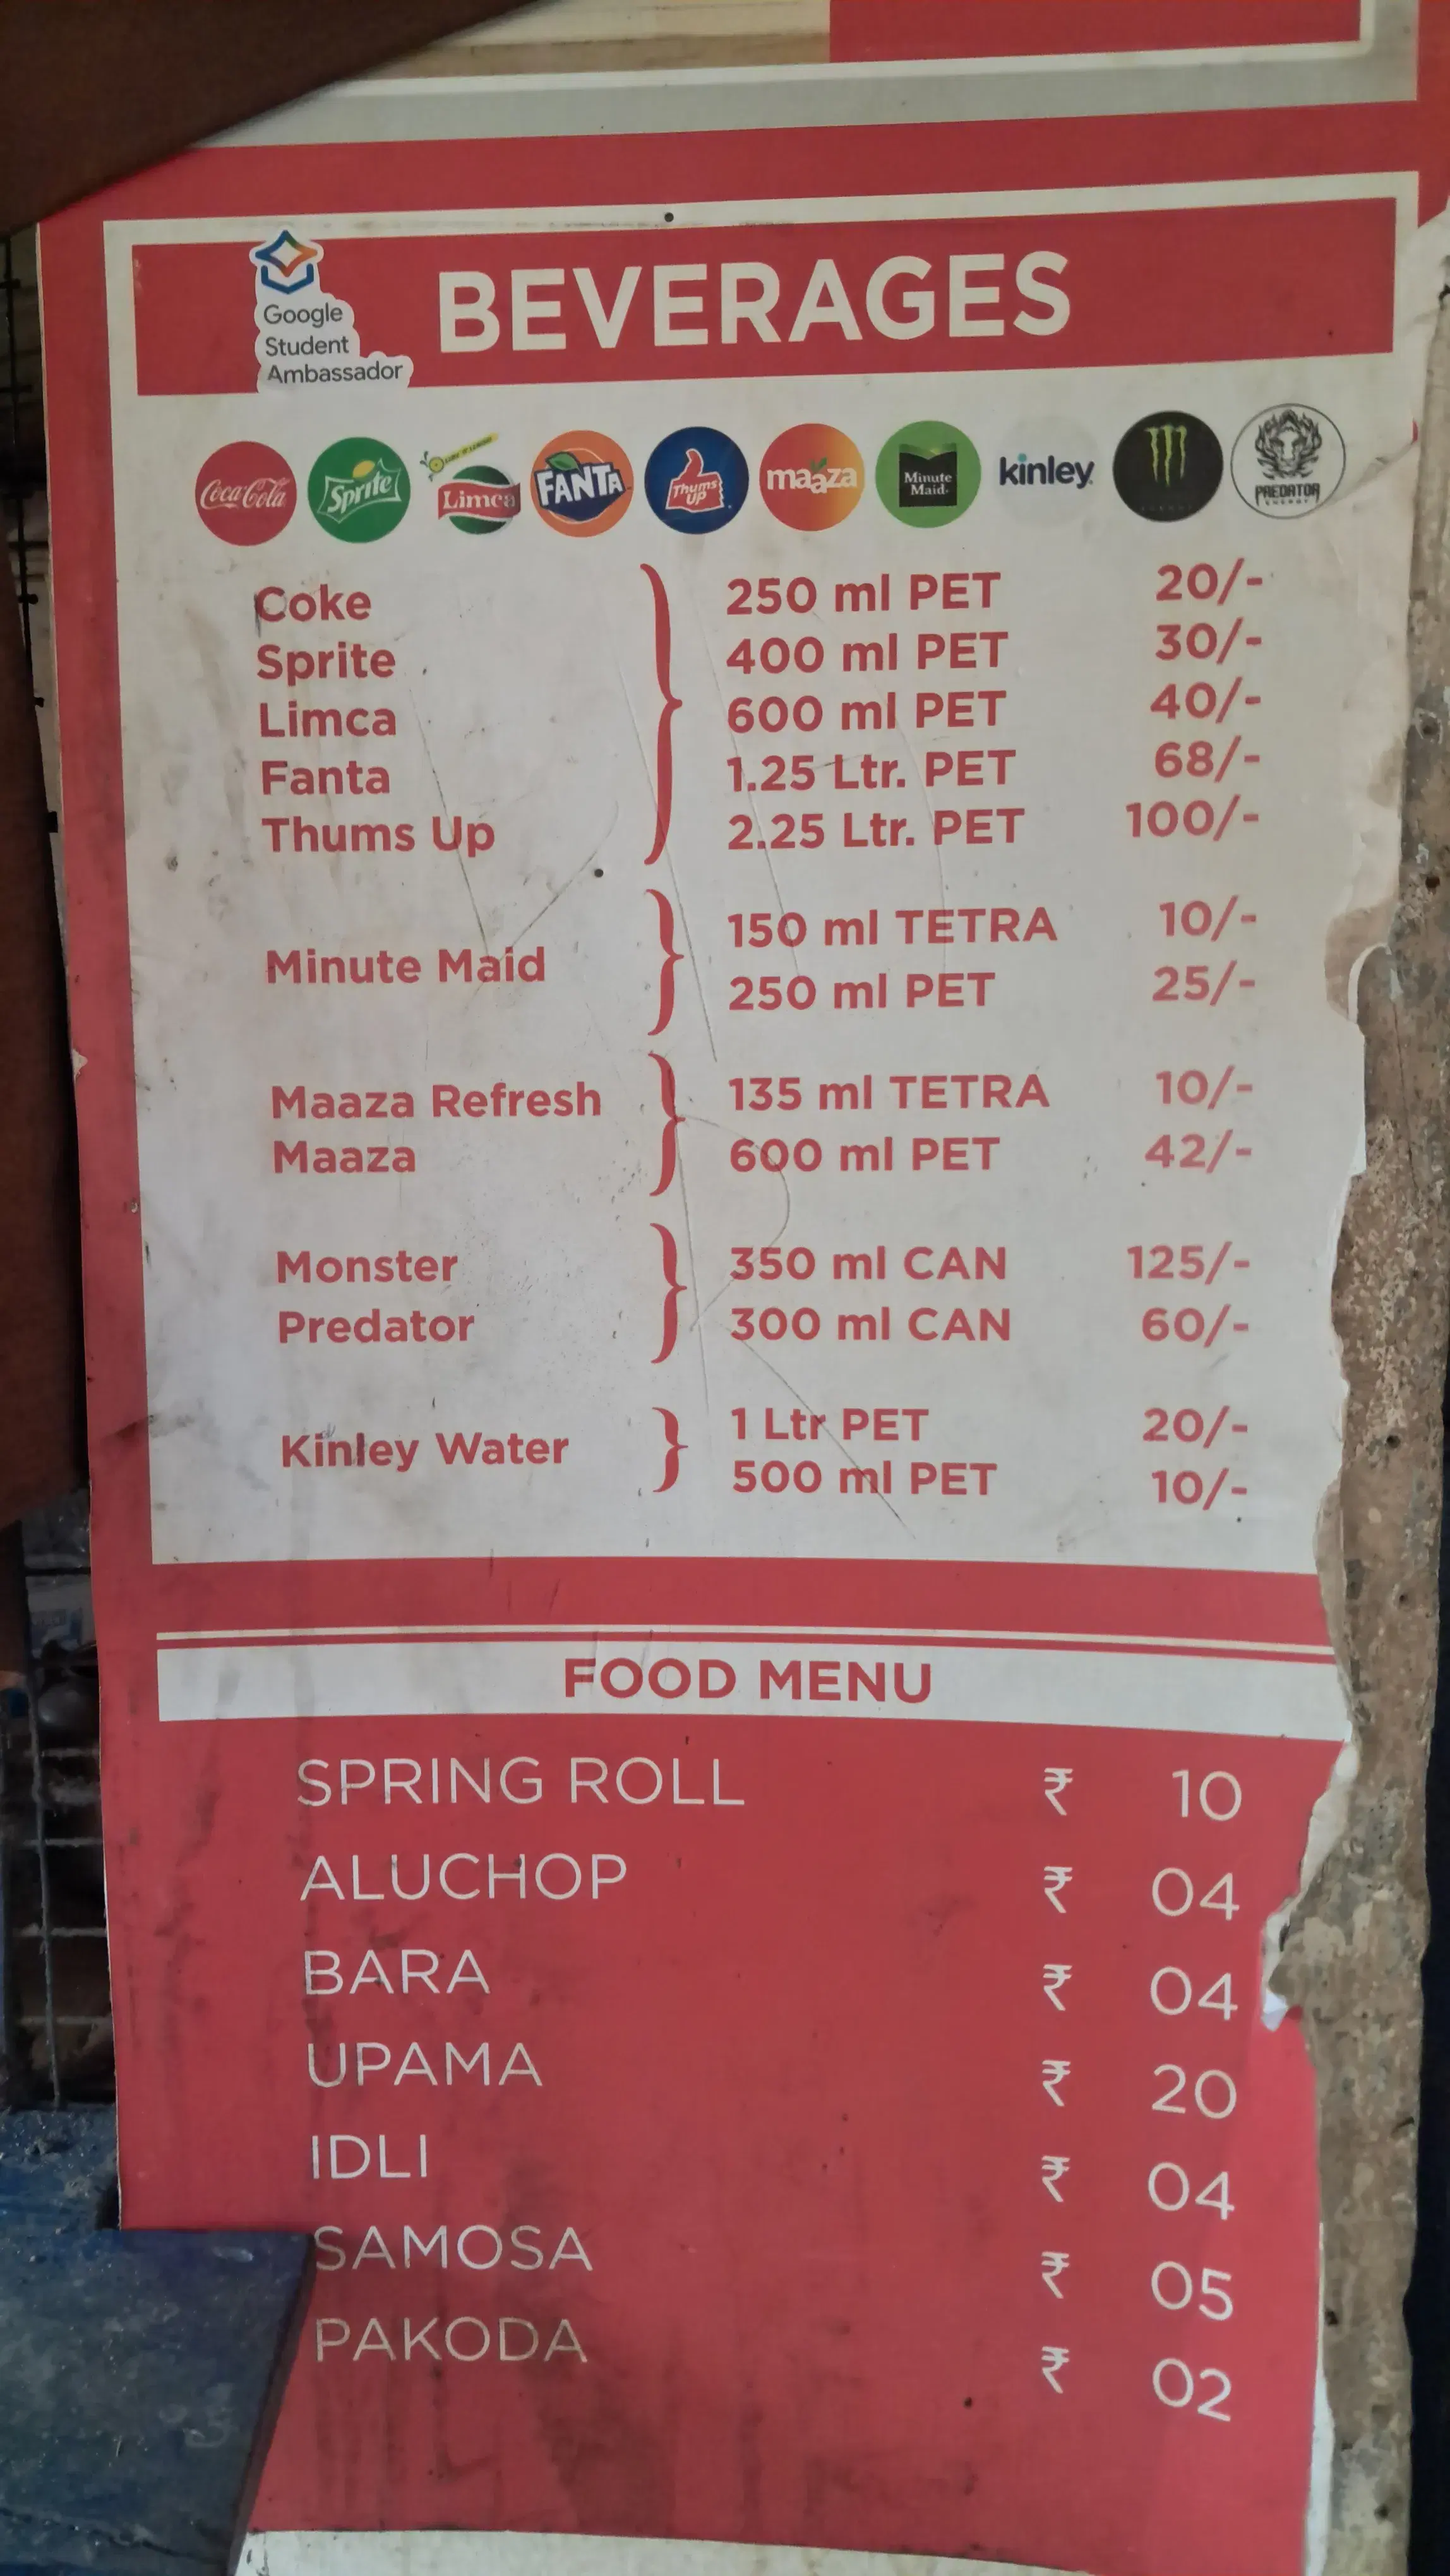 Google
Student
Ambassador
BEVERAGES
Coca-Cola Sprite Limca FANTA Thums UP maaza Minute Maid kinley PREDATOR
Coke
Sprite
Limca
Fanta
Thums Up
250 ml PET 20/-
400 ml PET 30/-
600 ml PET 40/-
1.25 Ltr. PET 68/-
2.25 Ltr. PET 100/-
Minute Maid
150 ml TETRA 10/-
250 ml PET 25/-
Maaza Refresh 135 ml TETRA 10/-
Maaza 600 ml PET 42/-
Monster 350 ml CAN 125/-
Predator 300 ml CAN 60/-
Kinley Water
1 Ltr PET 20/-
500 ml PET 10/-
FOOD MENU
SPRING ROLL ₹ 10
ALUCHOP ₹ 04
BARA ₹ 04
UPAMA ₹ 20
IDLI ₹ 04
SAMOSA ₹ 05
PAKODA ₹ 02